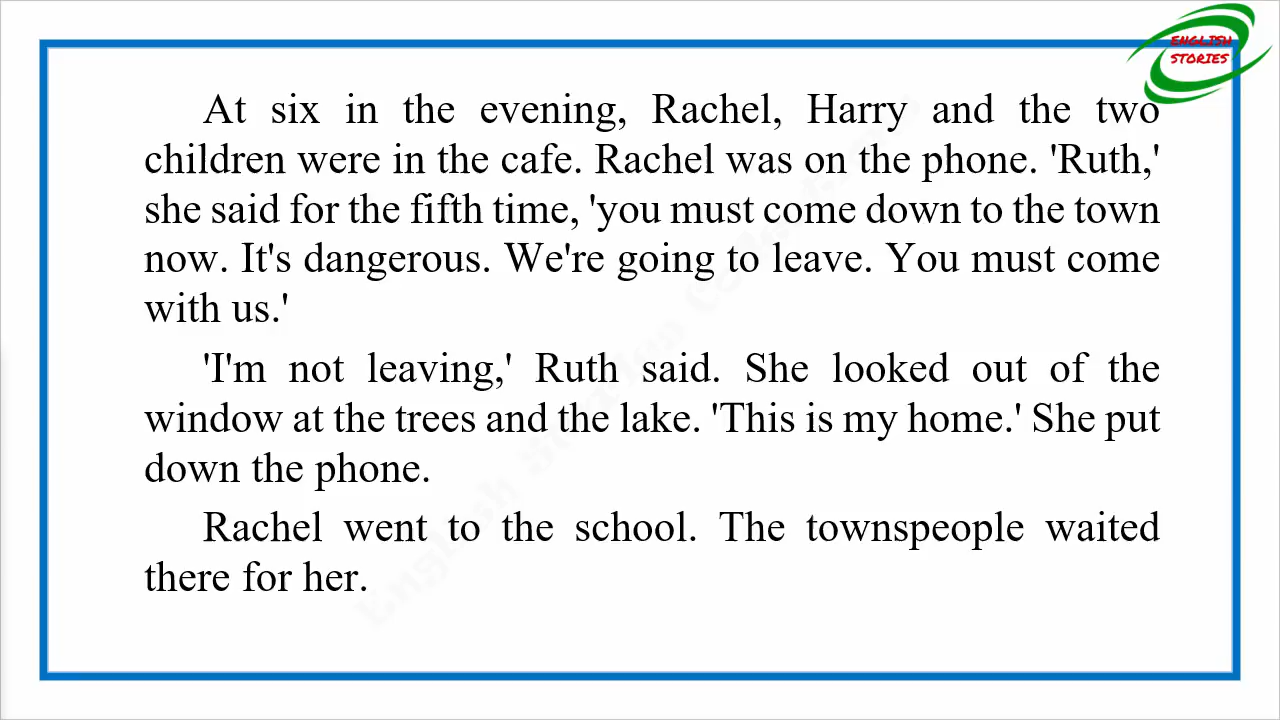 ENGLISH
STORIES
At six in the evening, Rachel, Harry and the two
children were in the cafe. Rachel was on the phone. 'Ruth,'
she said for the fifth time, 'you must come down to the town
now. It's dangerous. We're going to leave. You must come
with us.'
'I'm not leaving,' Ruth said. She looked out of the
window at the trees and the lake. 'This is my home.' She put
down the phone.
Rachel went to the school. The townspeople waited
there for her.